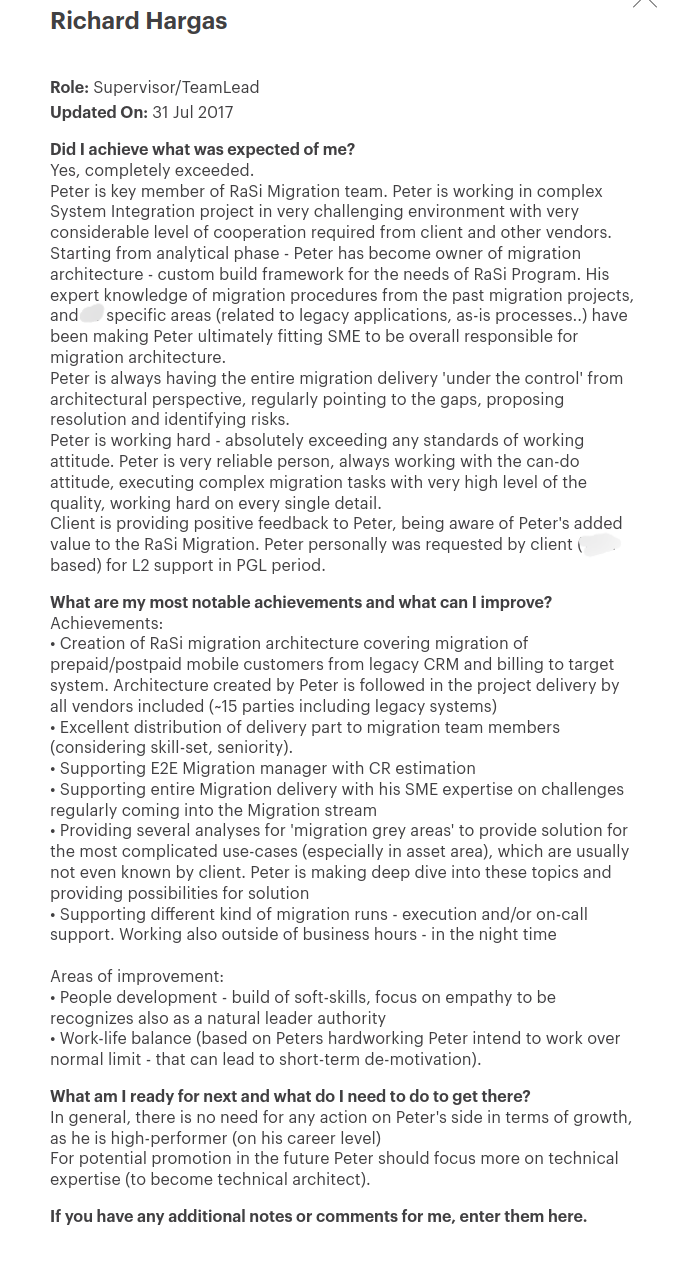 Richard Hargas
Role: Supervisor/TeamLead
Updated On: 31 Jul 2017
Did I achieve what was expected of me?
Yes, completely exceeded.
Peter is key member of RaSi Migration team. Peter is working in complex
System Integration project in very challenging environment with very
considerable level of cooperation required from client and other vendors.
Starting from analytical phase - Peter has become owner of migration
architecture - custom build framework for the needs of RaSi Program. His
expert knowledge of migration procedures from the past migration projects,
and specific areas (related to legacy applications, as-is processes..) have
been making Peter ultimately fitting SME to be overall responsible for
migration architecture.
Peter is always having the entire migration delivery 'under the control' from
architectural perspective, regularly pointing to the gaps, proposing
resolution and identifying risks.
Peter is working hard - absolutely exceeding any standards of working
attitude. Peter is very reliable person, always working with the can-do
attitude, executing complex migration tasks with very high level of the
quality, working hard on every single detail.
Client is providing positive feedback to Peter, being aware of Peter's added
value to the RaSi Migration. Peter personally was requested by client (
based) for L2 support in PGL period.
What are my most notable achievements and what can I improve?
Achievements:
• Creation of RaSi migration architecture covering migration of
prepaid/postpaid mobile customers from legacy CRM and billing to target
system. Architecture created by Peter is followed in the project delivery by
all vendors included (~15 parties including legacy systems)
• Excellent distribution of delivery part to migration team members
(considering skill-set, seniority).
• Supporting E2E Migration manager with CR estimation
• Supporting entire Migration delivery with his SME expertise on challenges
regularly coming into the Migration stream
• Providing several analyses for 'migration grey areas' to provide solution for
the most complicated use-cases (especially in asset area), which are usually
not even known by client. Peter is making deep dive into these topics and
providing possibilities for solution
• Supporting different kind of migration runs - execution and/or on-call
support. Working also outside of business hours - in the night time
Areas of improvement:
• People development - build of soft-skills, focus on empathy to be
recognizes also as a natural leader authority
• Work-life balance (based on Peters hardworking Peter intend to work over
normal limit - that can lead to short-term de-motivation).
What am I ready for next and what do I need to do to get there?
In general, there is no need for any action on Peter's side in terms of growth,
as he is high-performer (on his career level)
For potential promotion in the future Peter should focus more on technical
expertise (to become technical architect).
If you have any additional notes or comments for me, enter them here.